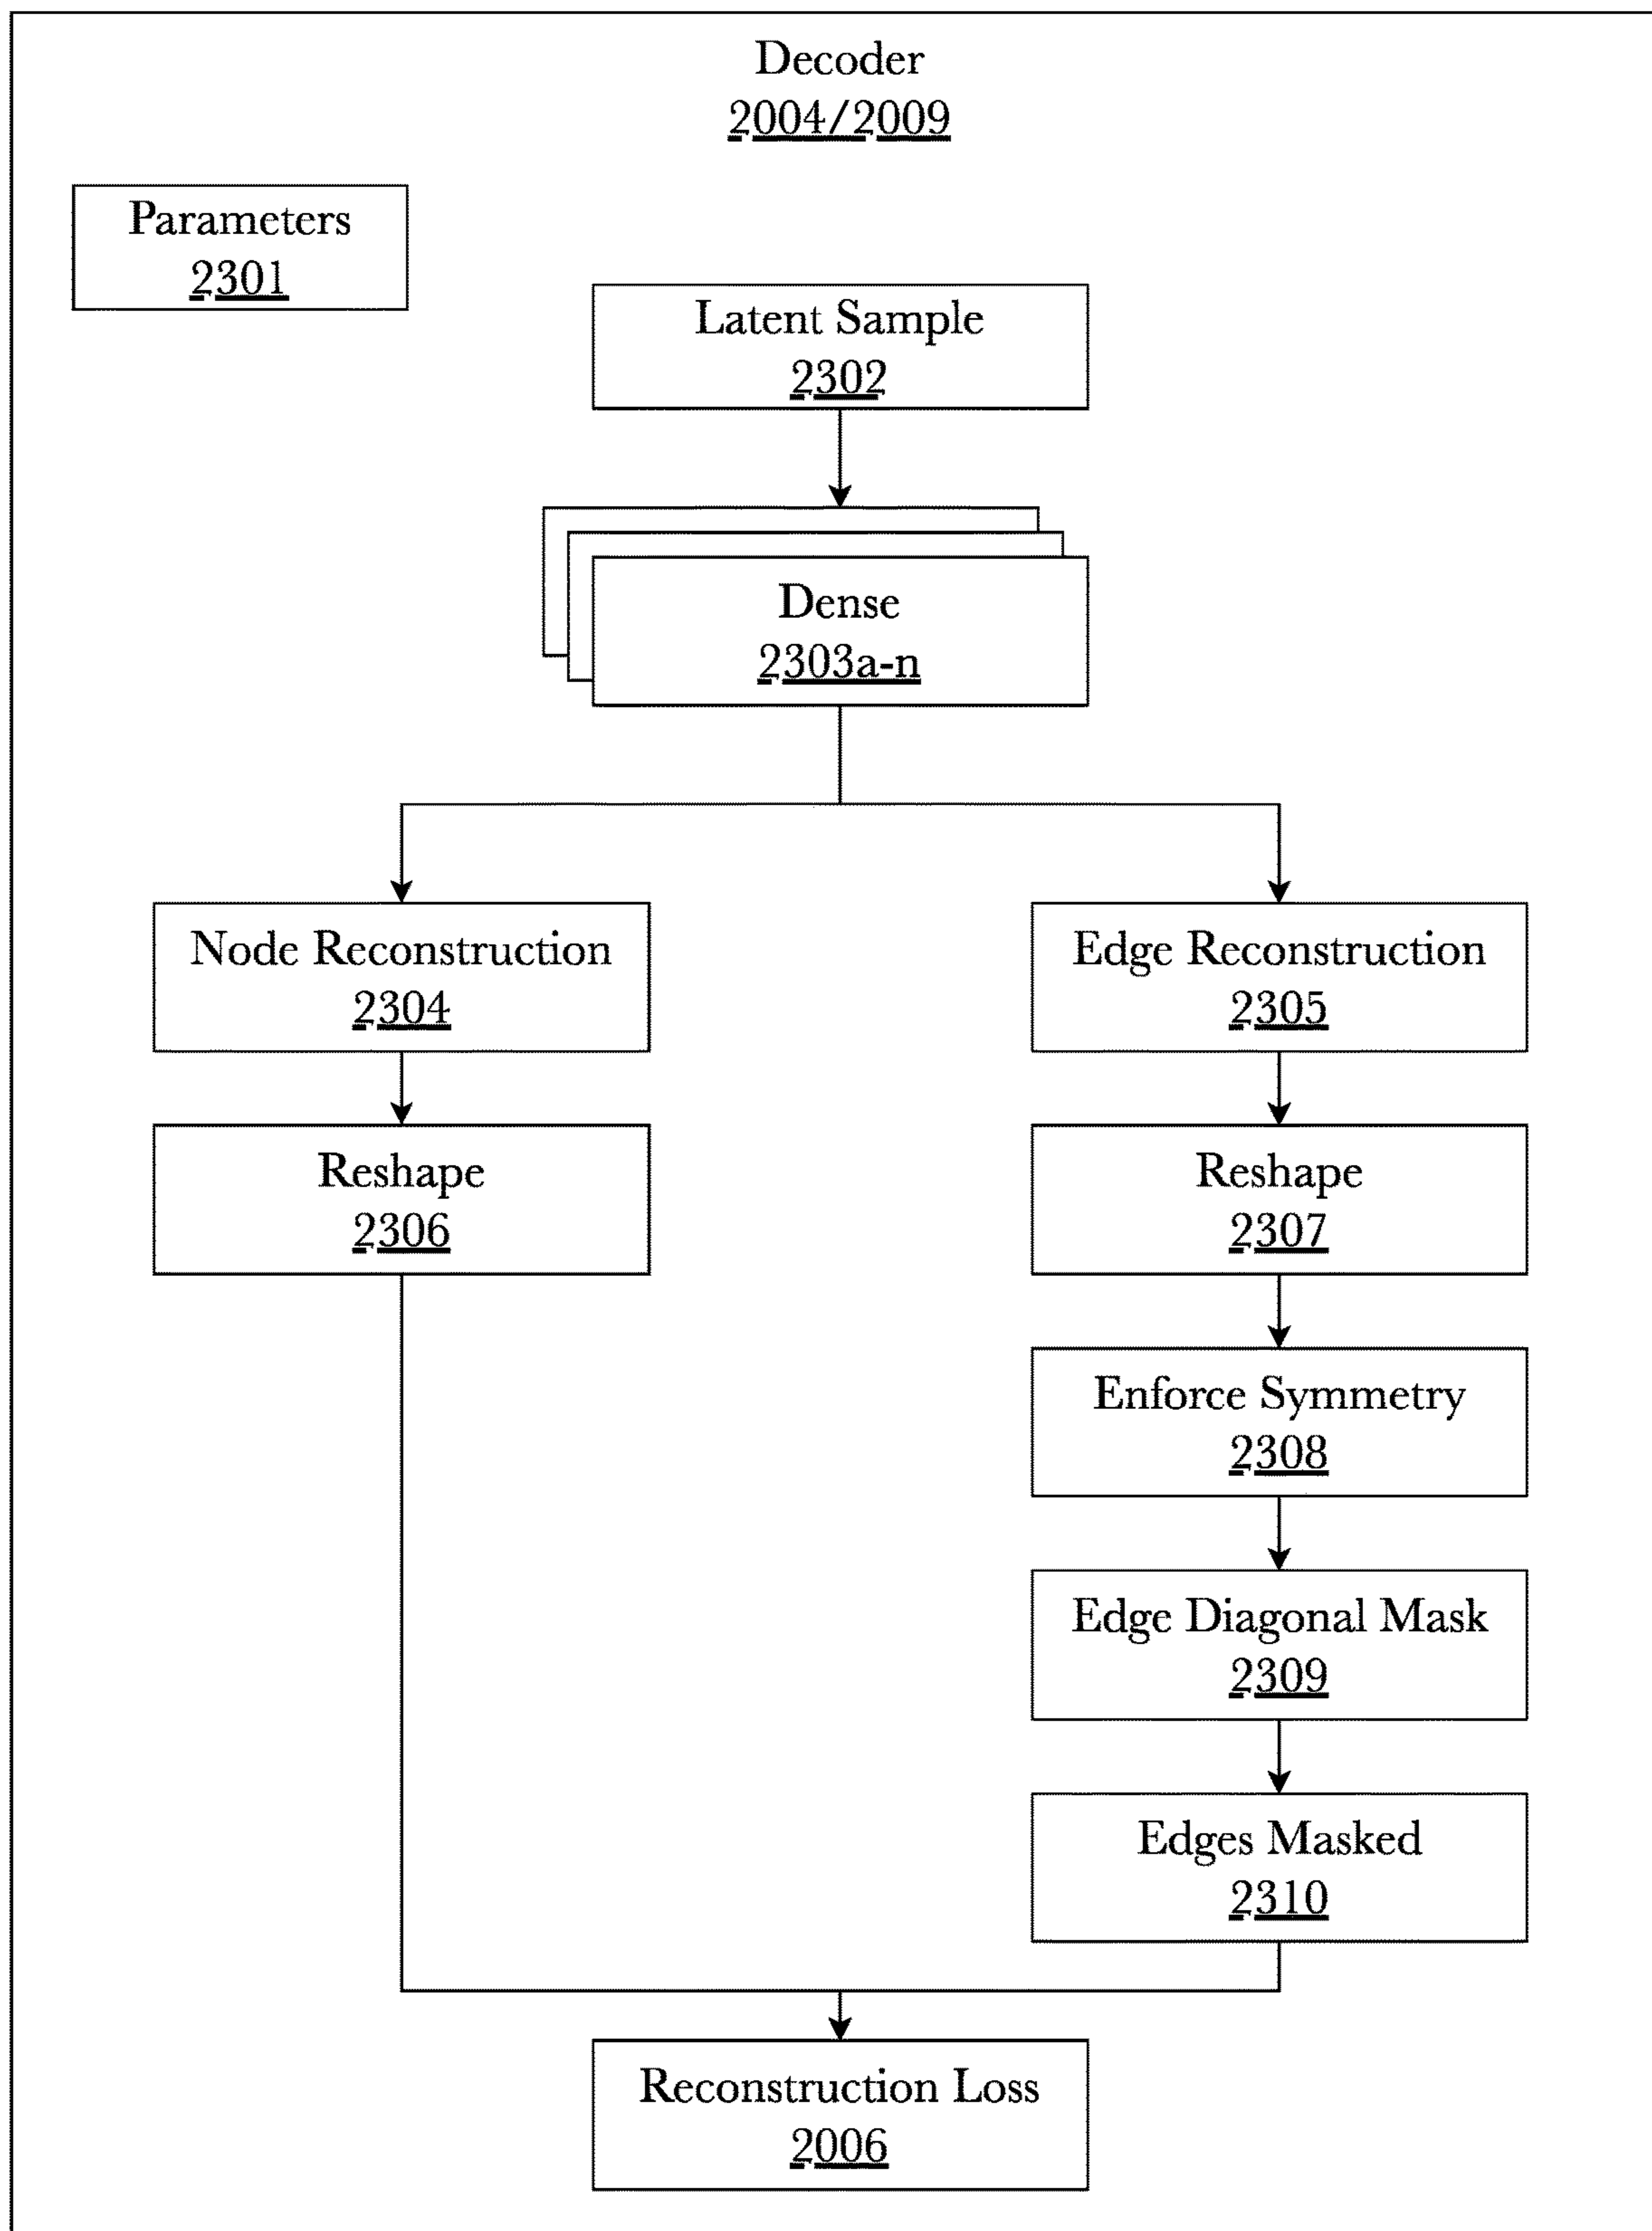 Decoder
2004/2009
Parameters
2301
Latent Sample
2302
Dense
2303a-n
Node Reconstruction
2304
Edge Reconstruction
2305
Reshape
2306
Reshape
2307
Enforce Symmetry
2308
Edge Diagonal Mask
2309
Edges Masked
2310
Reconstruction Loss
2006